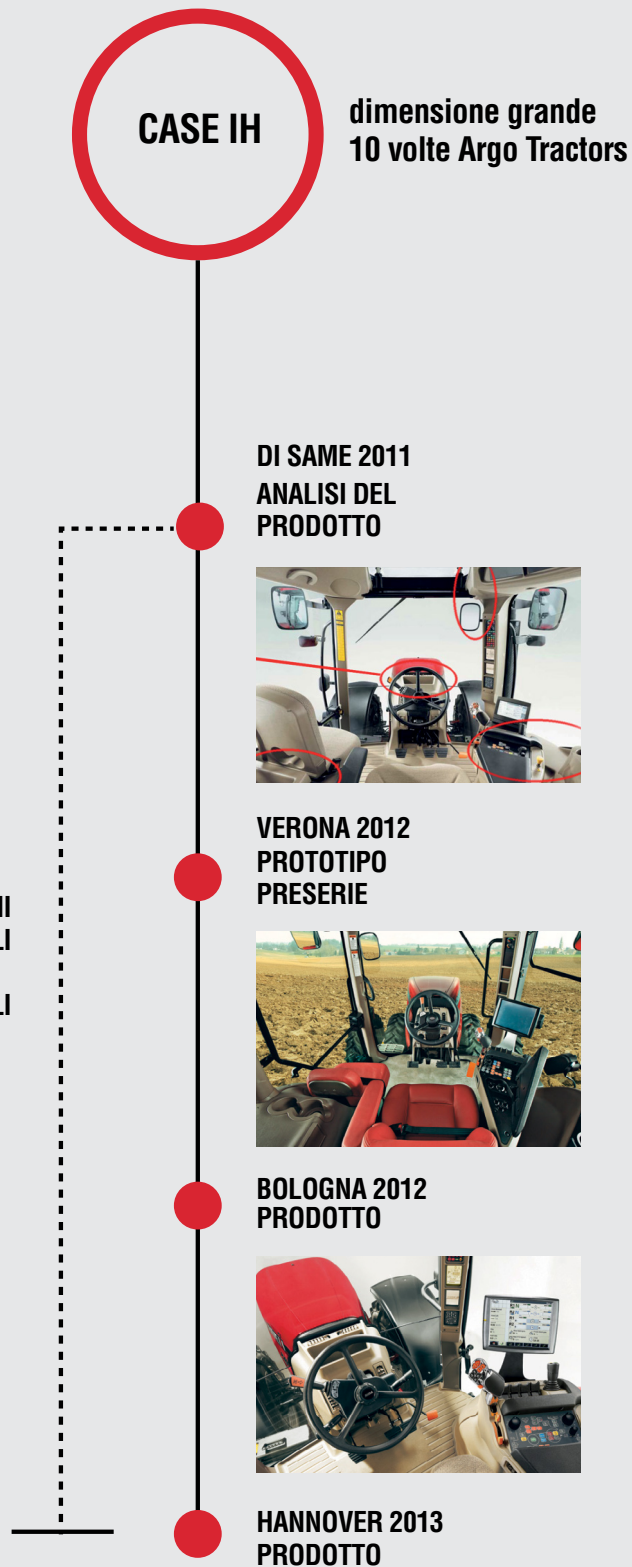 CASE IH
dimensione grande
10 volte Argo Tractors
DI SAME 2011
ANALISI DEL
PRODOTTO
VERONA 2012
PROTOTIPO
PRESERIE
LI
BOLOGNA 2012
PRODOTTO
HANNOVER 2013
PRODOTTO